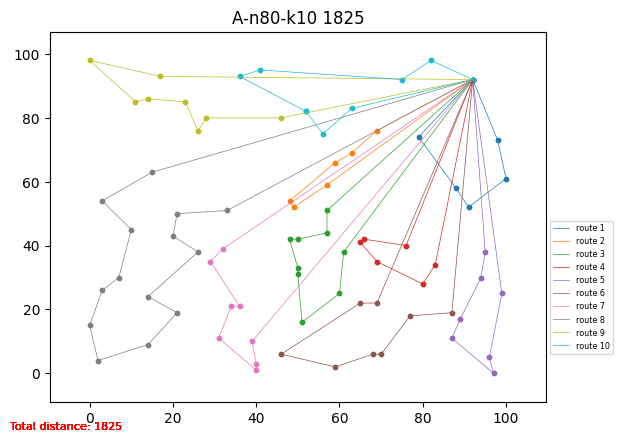 A-n80-k10 1825
100
80
60
40
20
0
0 20 40 60 80 100
route 1
route 2
route 3
route 4
route 5
route 6
route 7
route 8
route 9
route 10
Total distance: 1825